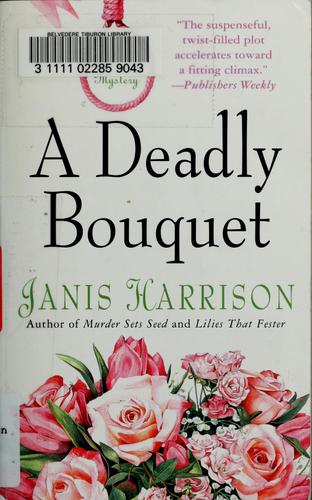 BELVEDERE TIBURON LIBRARY
3 1111 02285 9043
Mystery
"The suspenseful,
twist-filled plot
accelerates toward
a fitting climax."
—Publishers Weekly
A Deadly
Bouquet
JANIS HARRISON
Author of Murder Sets Seed and Lilies That Fester